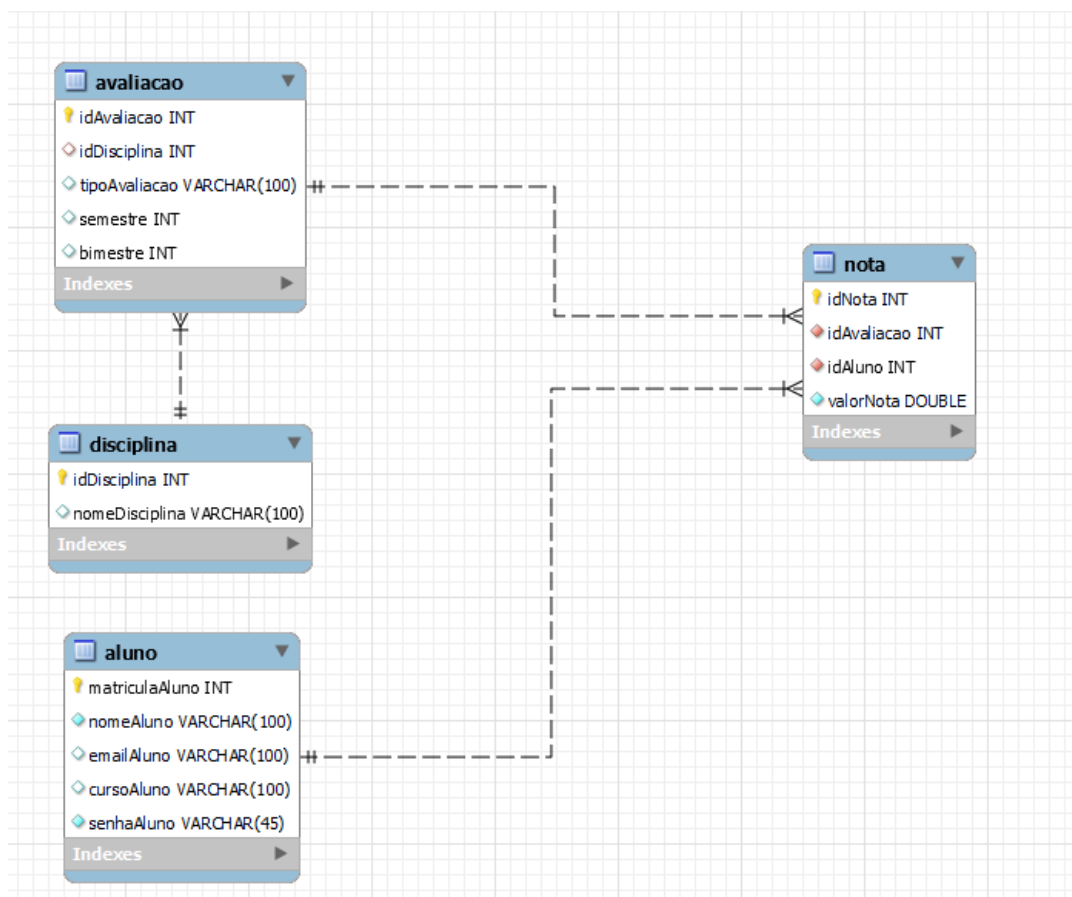 avaliacao
idAvaliacao INT
idDisciplina INT
tipoAvaliacao VARCHAR(100)
semestre INT
bimestre INT
Indexes
nota
idNota INT
idAvaliacao INT
idAluno INT
valorNota DOUBLE
Indexes
disciplina
idDisciplina INT
nomeDisciplina VARCHAR(100)
Indexes
aluno
matriculaAluno INT
nomeAluno VARCHAR(100)
emailAluno VARCHAR(100)
cursoAluno VARCHAR(100)
senhaAluno VARCHAR(45)
Indexes